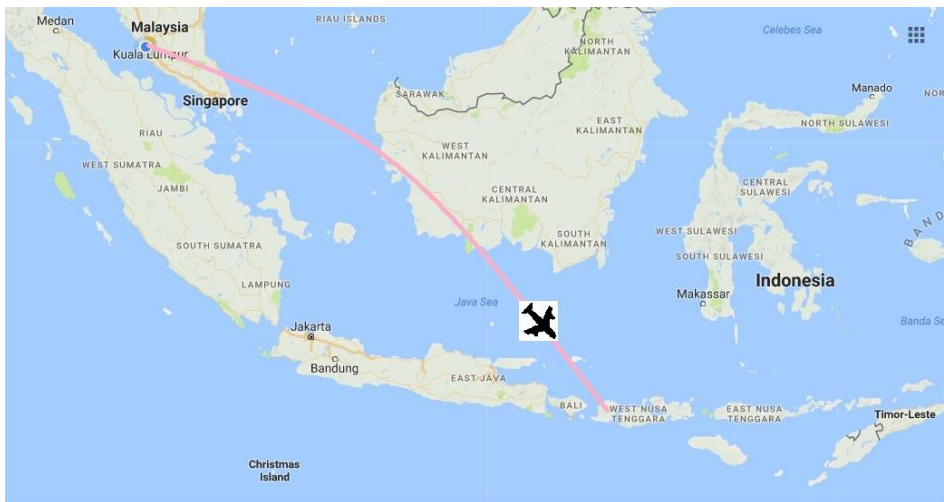 Medan
Malaysia
Kuala Lumpur
RIAU ISLANDS
Celebes Sea
NORTH
KALIMANTAN
Singapore
SARAWAK
Manado
NOR
NORTH SULAWESI
RIAU
EAST
KALIMANTAN
WEST
KALIMANTAN
WEST SUMATRA
JAMBI
CENTRAL
SULAWESI
CENTRAL
KALIMANTAN
SOUTH SUMATRA
SOUTH
KALIMANTAN
WEST SULAWESI
SOUTH SULAWESI
BAND
LAMPUNG
Indonesia
Makassar
Java Sea
Banda Se
Jakarta
Bandung
EAST JAVA
BALI
WEST NUSA
TENGGARA
EAST NUSA
TENGGARA
Timor-Leste
Christmas
Island